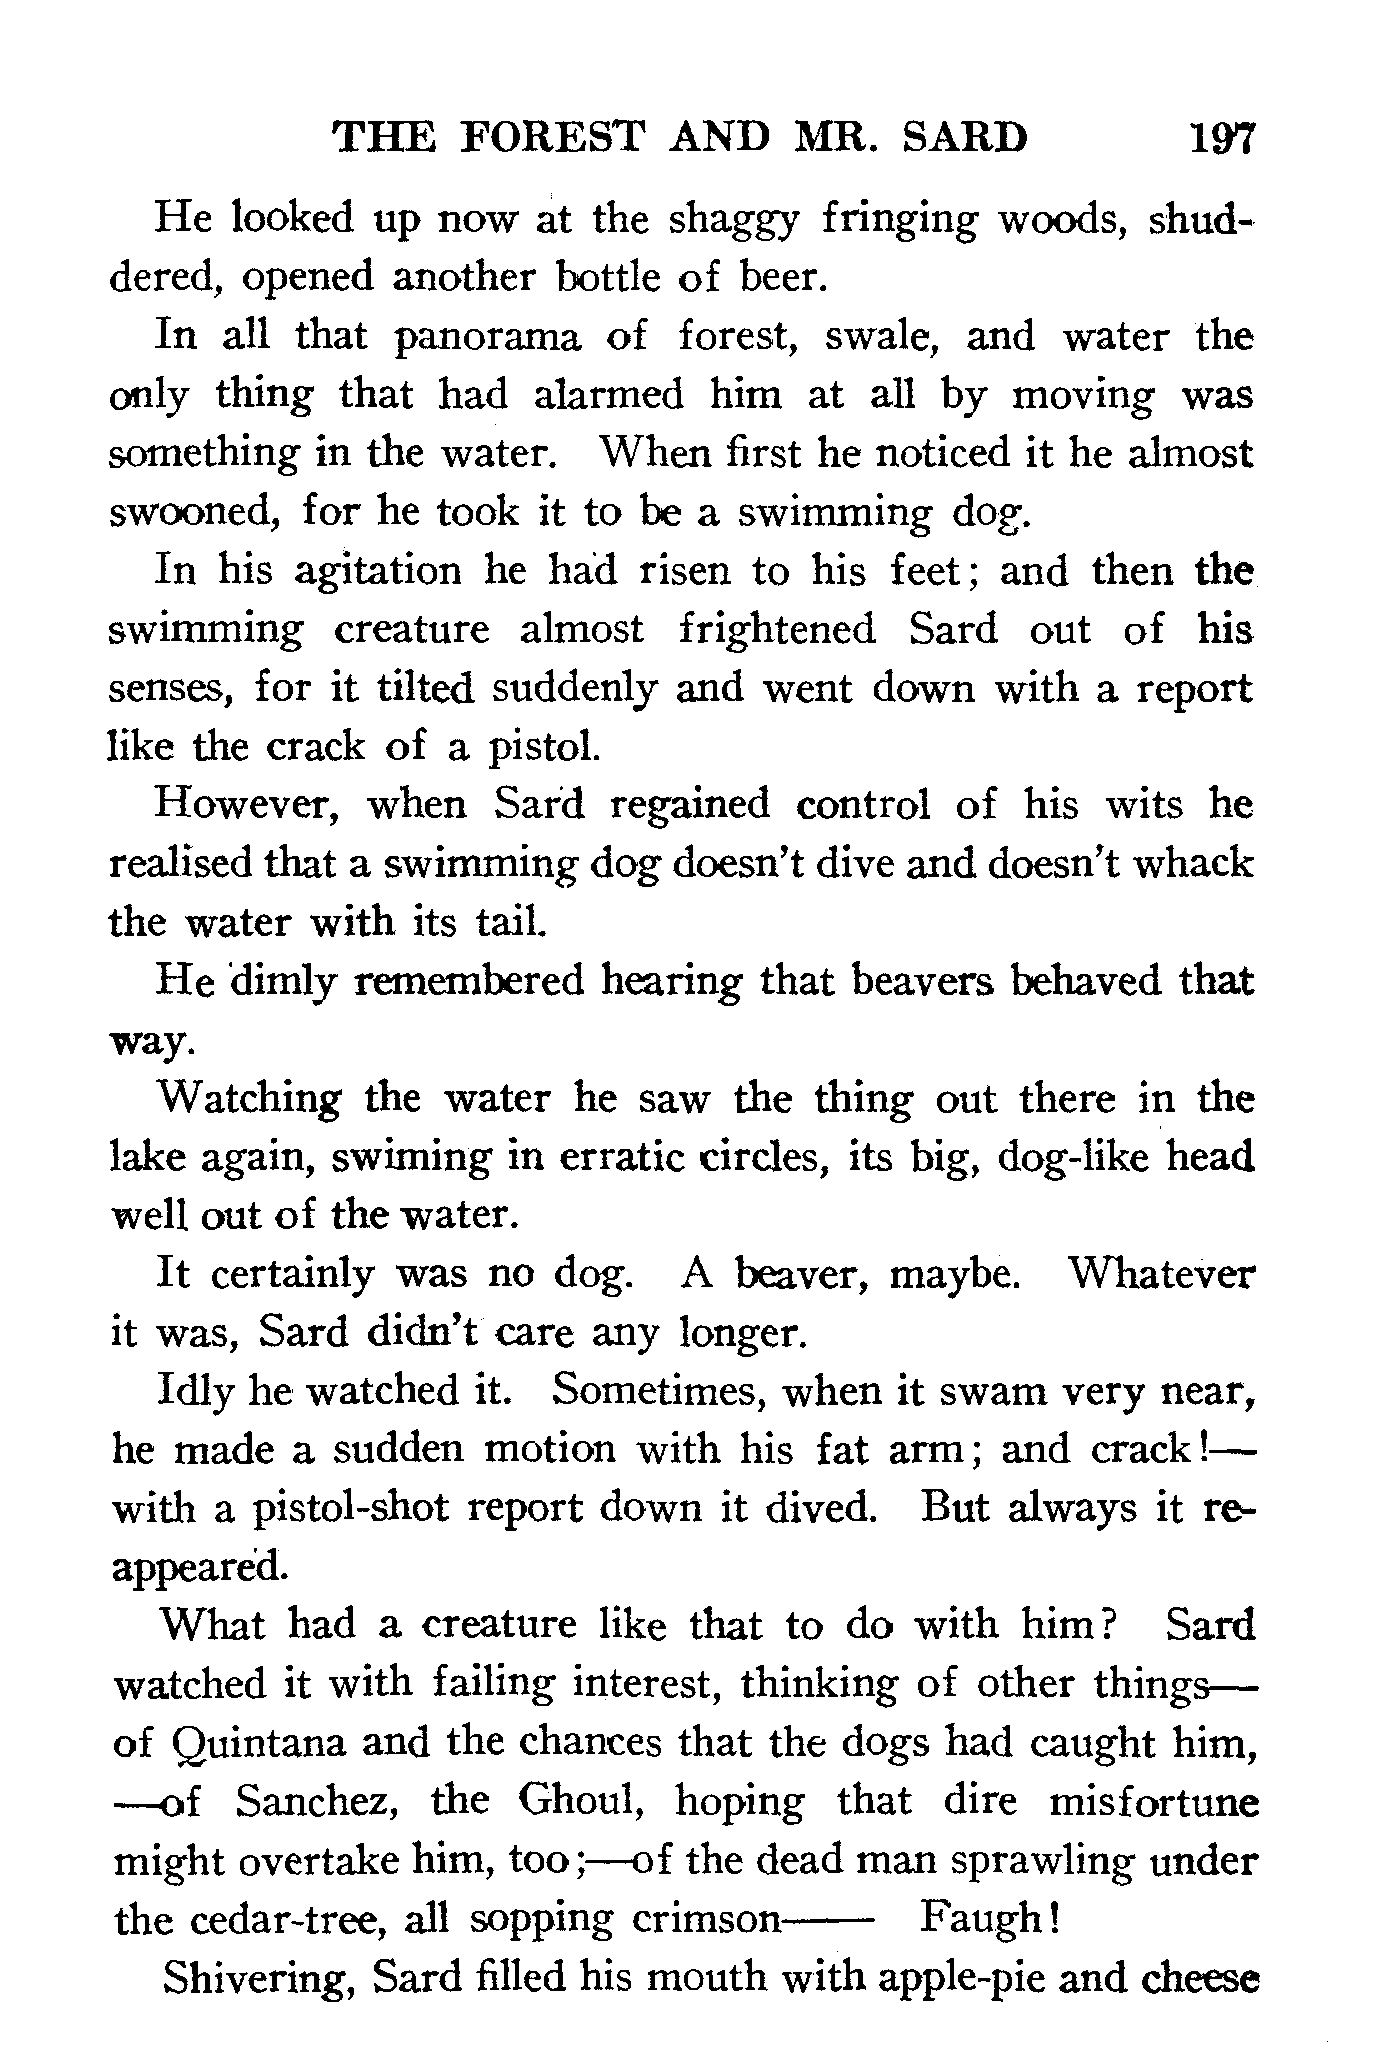 THE FOREST AND MR. SARD 197
He looked up now at the shaggy fringing woods, shud-
dered, opened another bottle of beer.
In all that panorama of forest, swale, and water the
only thing that had alarmed him at all by moving was
something in the water. When first he noticed it he almost
swooned, for he took it to be a swimming dog.
In his agitation he had risen to his feet; and then the
swimming creature almost frightened Sard out of his
senses, for it tilted suddenly and went down with a report
like the crack of a pistol.
However, when Sard regained control of his wits he
realised that a swimming dog doesn't dive and doesn't whack
the water with its tail.
He dimly remembered hearing that beavers behaved that
way.
Watching the water he saw the thing out there in the
lake again, swiming in erratic circles, its big, dog-like head
well out of the water.
It certainly was no dog. A beaver, maybe. Whatever
it was, Sard didn't care any longer.
Idly he watched it. Sometimes, when it swam very near,
he made a sudden motion with his fat arm; and crack!—
with a pistol-shot report down it dived. But always it re-
appeared.
What had a creature like that to do with him? Sard
watched it with failing interest, thinking of other things—
of Quintana and the chances that the dogs had caught him,
—of Sanchez, the Ghoul, hoping that dire misfortune
might overtake him, too;—of the dead man sprawling under
the cedar-tree, all sopping crimson—— Faugh!
Shivering, Sard filled his mouth with apple-pie and cheese